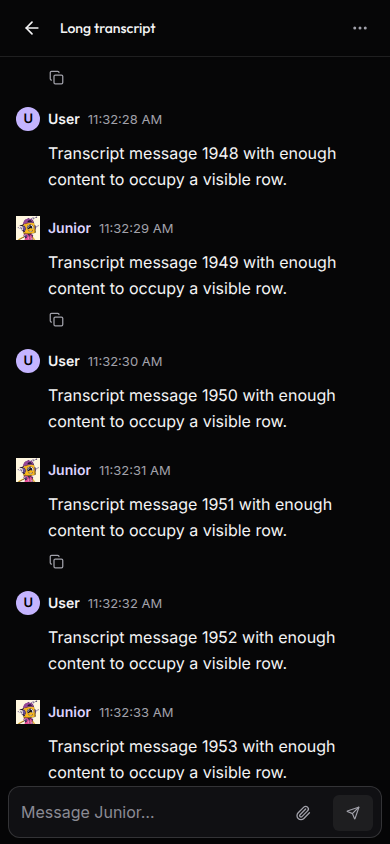 Long transcript
U User 11:32:28 AM
Transcript message 1948 with enough
content to occupy a visible row.
Junior 11:32:29 AM
Transcript message 1949 with enough
content to occupy a visible row.
U User 11:32:30 AM
Transcript message 1950 with enough
content to occupy a visible row.
Junior 11:32:31 AM
Transcript message 1951 with enough
content to occupy a visible row.
U User 11:32:32 AM
Transcript message 1952 with enough
content to occupy a visible row.
Junior 11:32:33 AM
Transcript message 1953 with enough
content to occupy a visible row.
Message Junior...